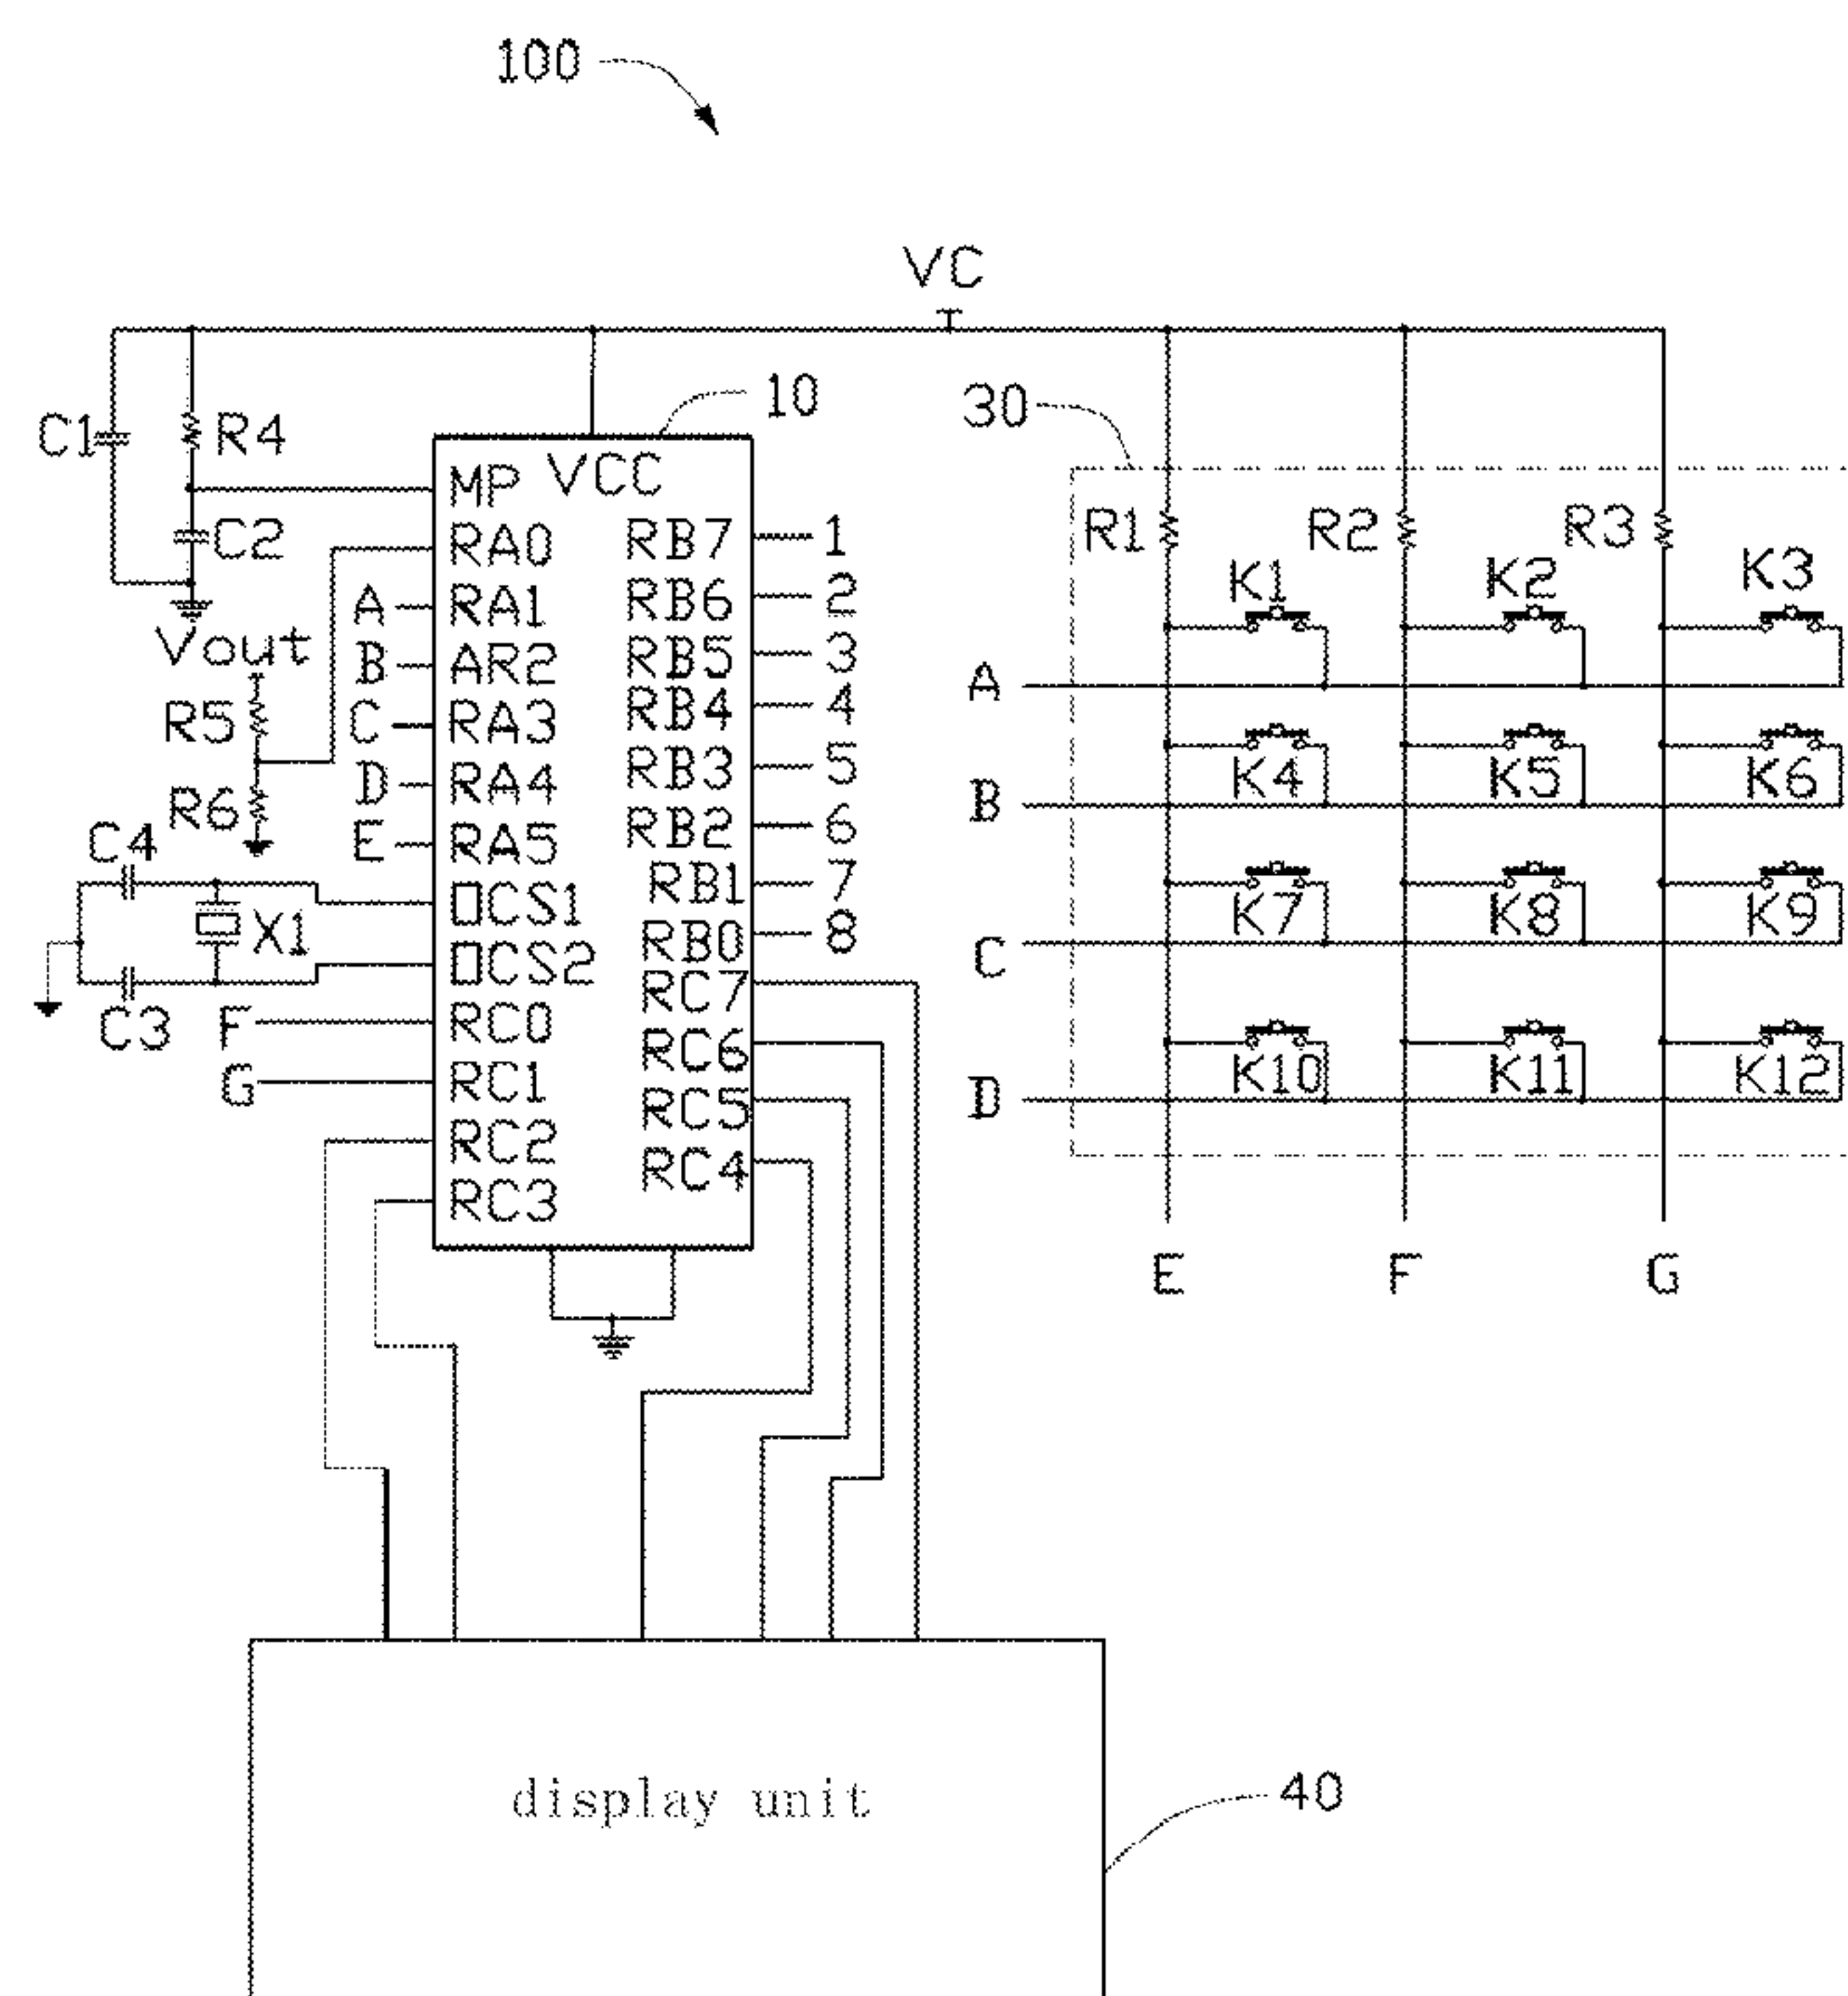 100
VC
10
30
C1
R4
MP VCC
C2
RA0
RB7 1
R1
R2
R3
K1
K2
K3
A RA1
RB6 2
Vout
B AR2
RB5 3
A
R5
C RA3
RB4 4
K4
K5
K6
D RA4
RB3 5
R6
B
C4
E RA5
RB2 6
OCS1
RB1 7
K7
K8
K9
X1
OCS2
RB0 8
C
RC7
C3
F RC0
RC6
G RC1
K10
K11
K12
RC5
D
RC2
RC4
RC3
E
F
G
display unit
40